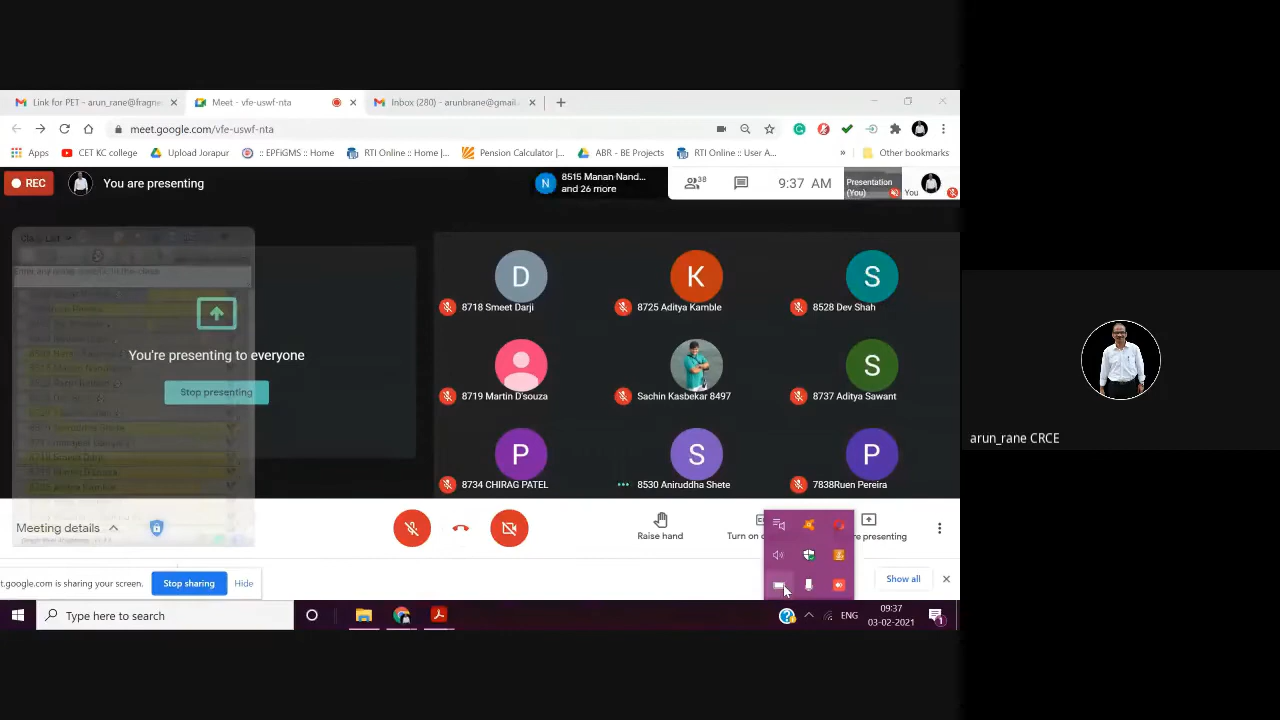 Link for PET - arun_rane@fragne
Meet - vfe-uswf-nta
Inbox (280) - arunbrane@gmail.
meet.google.com/vfe-uswf-nta
Apps
CET KC college
Upload Jorapur
:: EPFiGMS :: Home
RTI Online :: Home |...
Pension Calculator |...
ABR - BE Projects
RTI Online :: User A...
»
Other bookmarks
REC
You are presenting
N
8515 Manan Nand...
and 26 more
38
9:37 AM
Presentation
(You)
You
D
8718 Smeet Darji
K
8725 Aditya Kamble
S
8528 Dev Shah
You're presenting to everyone
Stop presenting
8719 Martin D'souza
Sachin Kasbekar 8497
S
8737 Aditya Sawant
P
8734 CHIRAG PATEL
S
8530 Aniruddha Shete
P
7838Ruen Pereira
arun_rane CRCE
Meeting details
Raise hand
Turn on
presenting
t.google.com is sharing your screen.
Stop sharing
Hide
Show all
Type here to search
ENG
09:37
03-02-2021
1